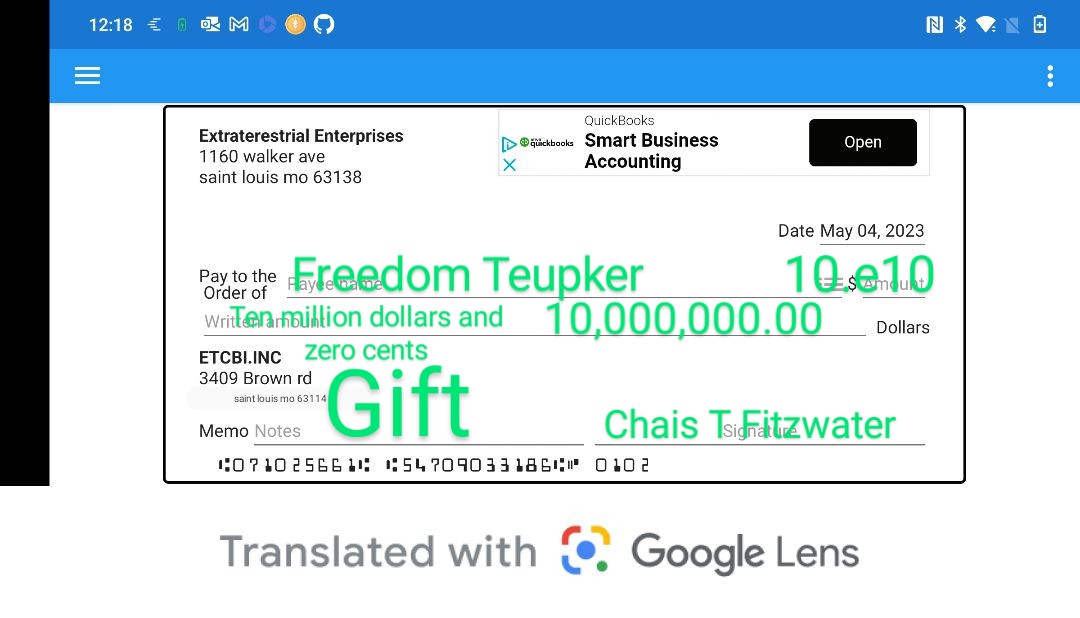 12:18
Extraterestrial Enterprises
1160 walker ave
saint louis mo 63138
QuickBooks
quickbooks
Smart Business
Accounting
Open
Date May 04, 2023
Pay to the
Order of
Payee name
Freedom Teupker
10.e10
$ Amount
Written amount
Ten million dollars and
10,000,000.00
Dollars
zero cents
ETCBI.INC
3409 Brown rd
saint louis mo 63114
Gift
Memo Notes
Chais T Fitzwater
Signature
⑆071025661⑆ ⑆54709033186⑆⑈ 0102
Translated with Google Lens